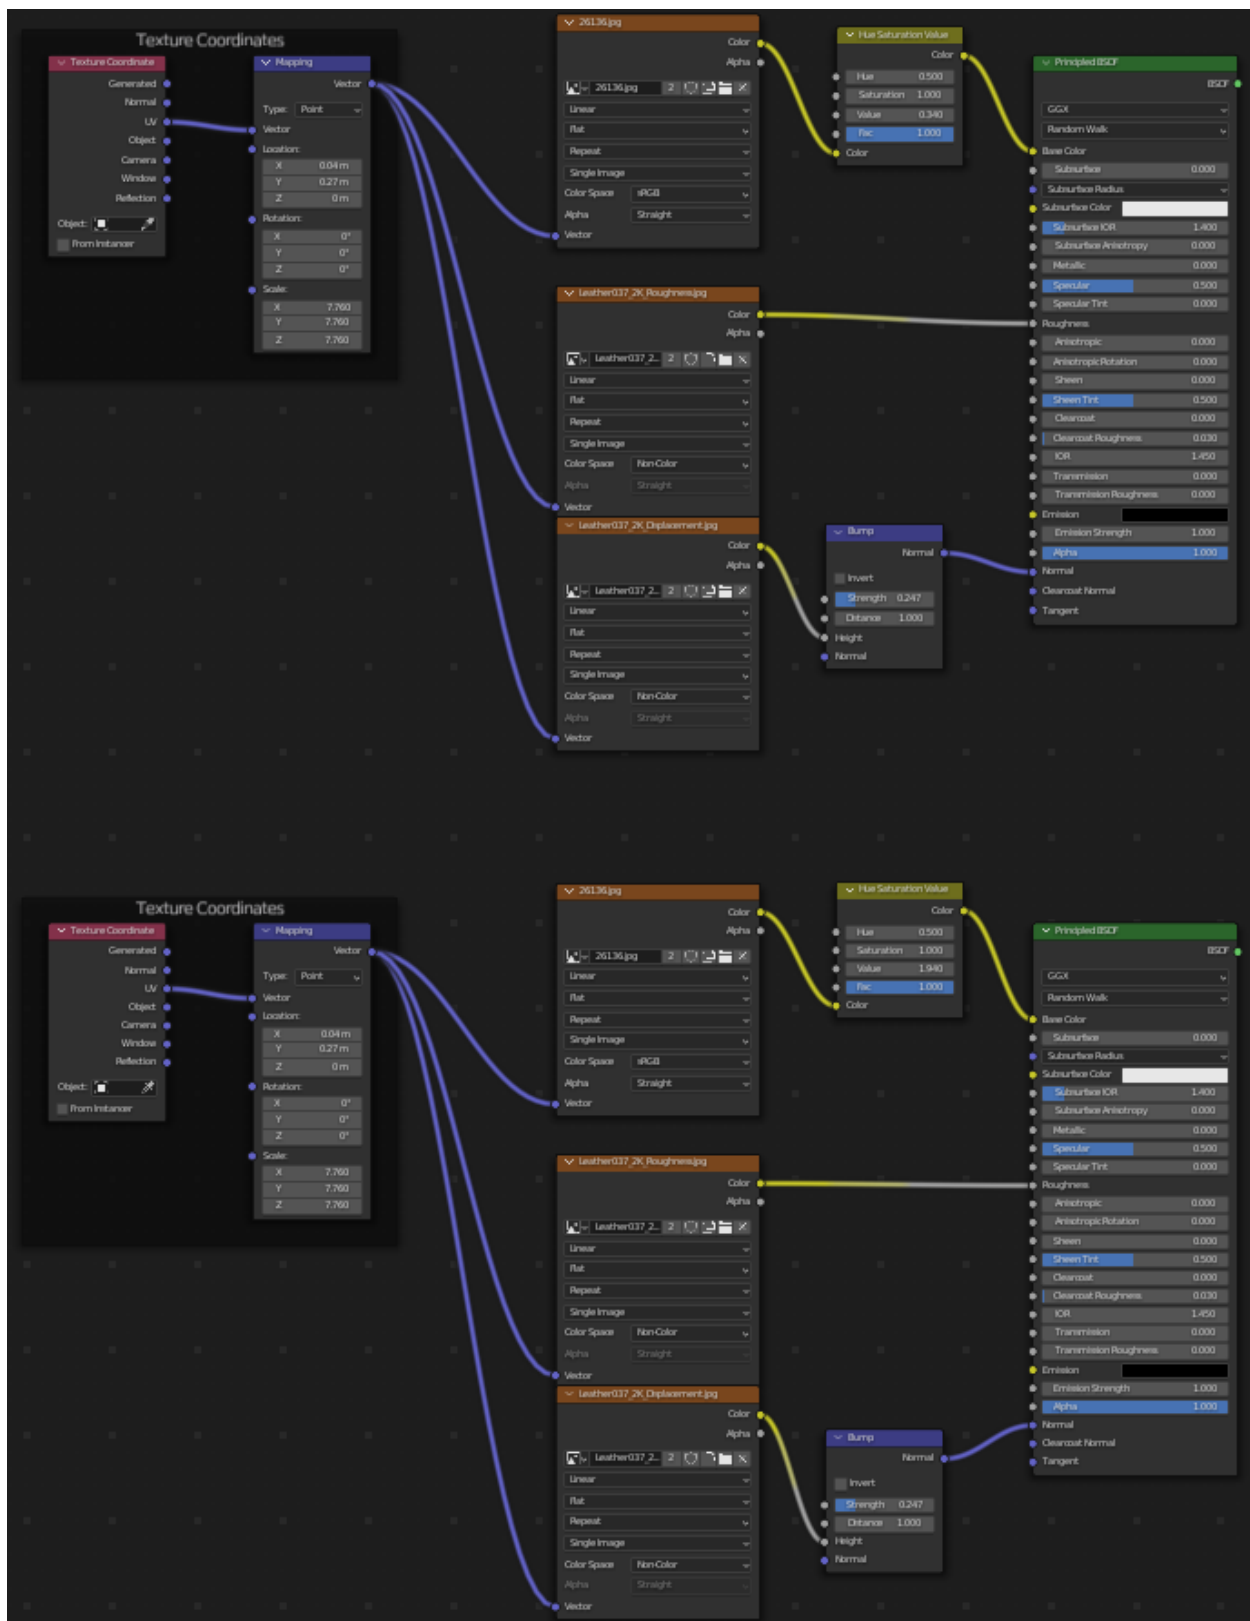 Texture Coordinates
Texture Coordinate
Generated
Normal
UV
Object
Camera
Window
Reflection
Object:
From Instancer
Mapping
Vector
Type: Point
Vector
Location:
X 0.04 m
Y 0.27 m
Z 0 m
Rotation:
X 0°
Y 0°
Z 0°
Scale:
X 7.760
Y 7.760
Z 7.760
26136.jpg
Color
Alpha
26136.jpg 2
Linear
Flat
Repeat
Single Image
Color Space sRGB
Alpha Straight
Vector
Leather037_2K_Roughness.jpg
Color
Alpha
Leather037_2... 2
Linear
Flat
Repeat
Single Image
Color Space Non-Color
Alpha Straight
Vector
Leather037_2K_Displacement.jpg
Color
Alpha
Leather037_2... 2
Linear
Flat
Repeat
Single Image
Color Space Non-Color
Alpha Straight
Vector
Hue Saturation Value
Color
Hue 0.500
Saturation 1.000
Value 0.340
Fac 1.000
Color
Bump
Normal
Invert
Strength 0.247
Distance 1.000
Height
Normal
Principled BSDF
BSDF
GGX
Random Walk
Base Color
Subsurface 0.000
Subsurface Radius
Subsurface Color
Subsurface IOR 1.400
Subsurface Anisotropy 0.000
Metallic 0.000
Specular 0.500
Specular Tint 0.000
Roughness
Anisotropic 0.000
Anisotropic Rotation 0.000
Sheen 0.000
Sheen Tint 0.500
Clearcoat 0.000
Clearcoat Roughness 0.030
IOR 1.450
Transmission 0.000
Transmission Roughness 0.000
Emission
Emission Strength 1.000
Alpha 1.000
Normal
Clearcoat Normal
Tangent
Texture Coordinates
Texture Coordinate
Generated
Normal
UV
Object
Camera
Window
Reflection
Object:
From Instancer
Mapping
Vector
Type: Point
Vector
Location:
X 0.04 m
Y 0.27 m
Z 0 m
Rotation:
X 0°
Y 0°
Z 0°
Scale:
X 7.760
Y 7.760
Z 7.760
26136.jpg
Color
Alpha
26136.jpg 2
Linear
Flat
Repeat
Single Image
Color Space sRGB
Alpha Straight
Vector
Leather037_2K_Roughness.jpg
Color
Alpha
Leather037_2... 2
Linear
Flat
Repeat
Single Image
Color Space Non-Color
Alpha Straight
Vector
Leather037_2K_Displacement.jpg
Color
Alpha
Leather037_2... 2
Linear
Flat
Repeat
Single Image
Color Space Non-Color
Alpha Straight
Vector
Hue Saturation Value
Color
Hue 0.500
Saturation 1.000
Value 1.940
Fac 1.000
Color
Bump
Normal
Invert
Strength 0.247
Distance 1.000
Height
Normal
Principled BSDF
BSDF
GGX
Random Walk
Base Color
Subsurface 0.000
Subsurface Radius
Subsurface Color
Subsurface IOR 1.400
Subsurface Anisotropy 0.000
Metallic 0.000
Specular 0.500
Specular Tint 0.000
Roughness
Anisotropic 0.000
Anisotropic Rotation 0.000
Sheen 0.000
Sheen Tint 0.500
Clearcoat 0.000
Clearcoat Roughness 0.030
IOR 1.450
Transmission 0.000
Transmission Roughness 0.000
Emission
Emission Strength 1.000
Alpha 1.000
Normal
Clearcoat Normal
Tangent